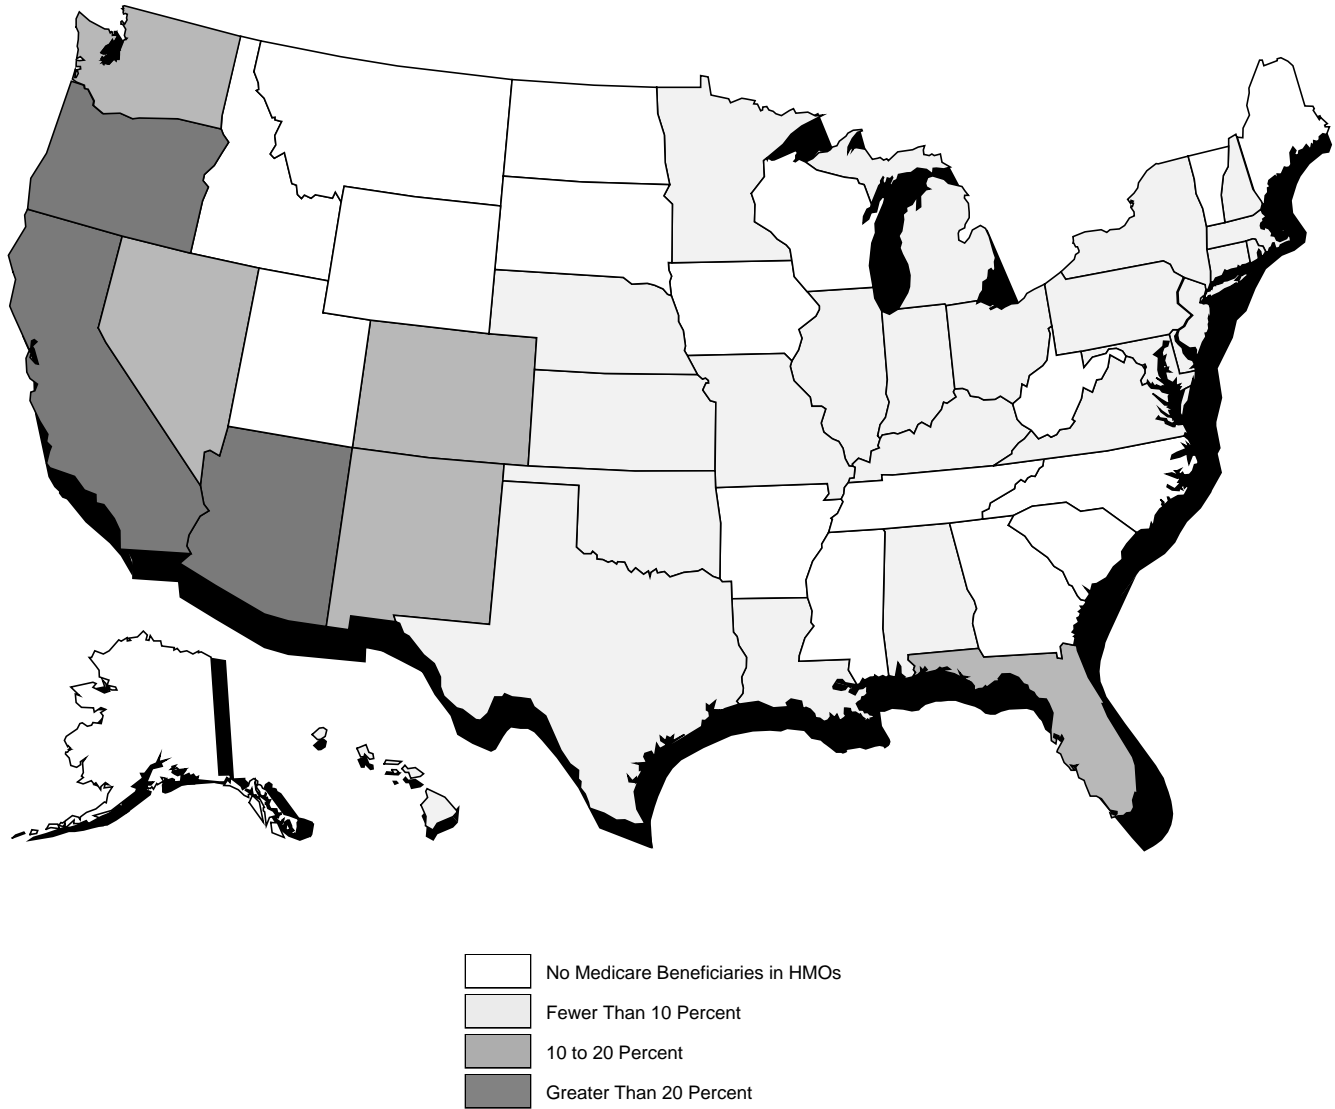 No Medicare Beneficiaries in HMOs
Fewer Than 10 Percent
10 to 20 Percent
Greater Than 20 Percent